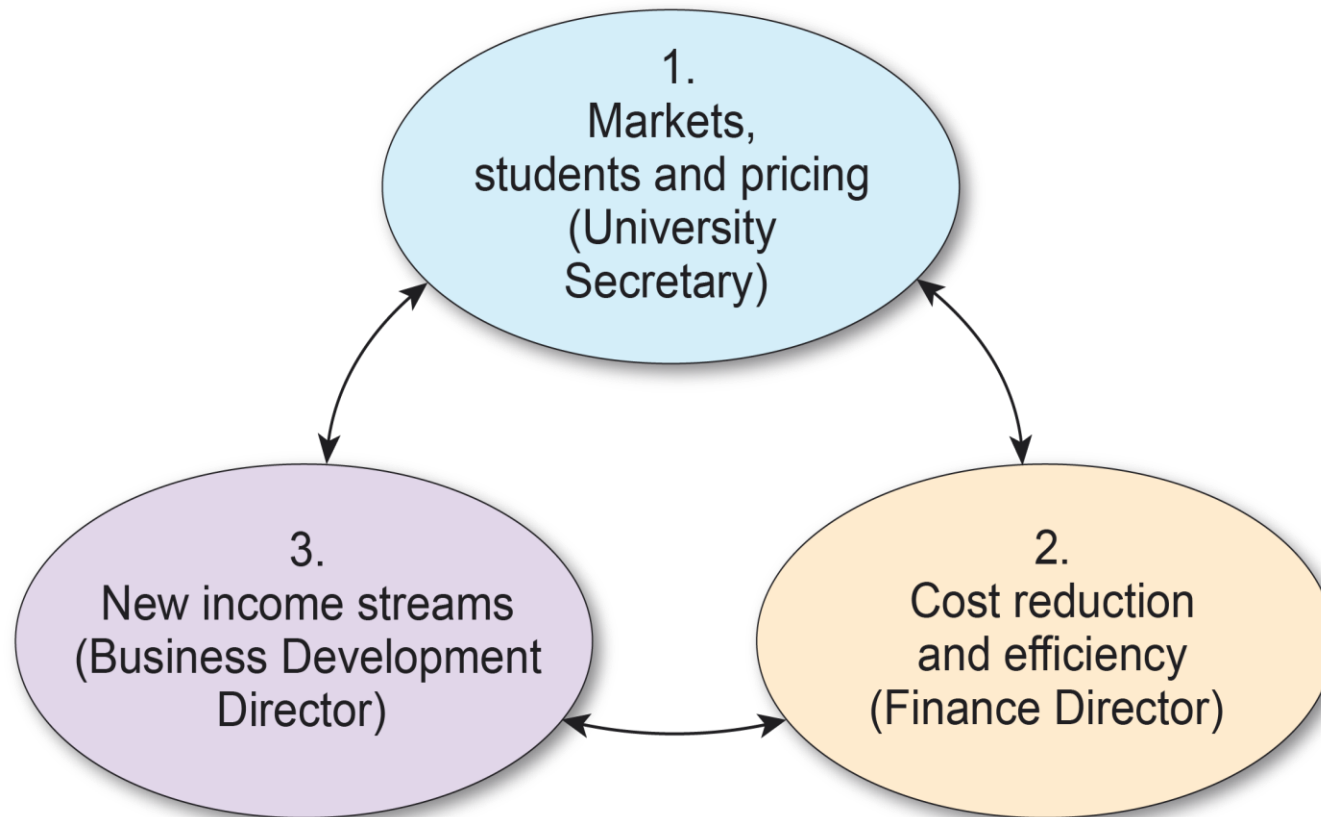 1.
Markets,
students and pricing
(University
Secretary)
3.
New income streams
(Business Development
Director)
2.
Cost reduction
and efficiency
(Finance Director)